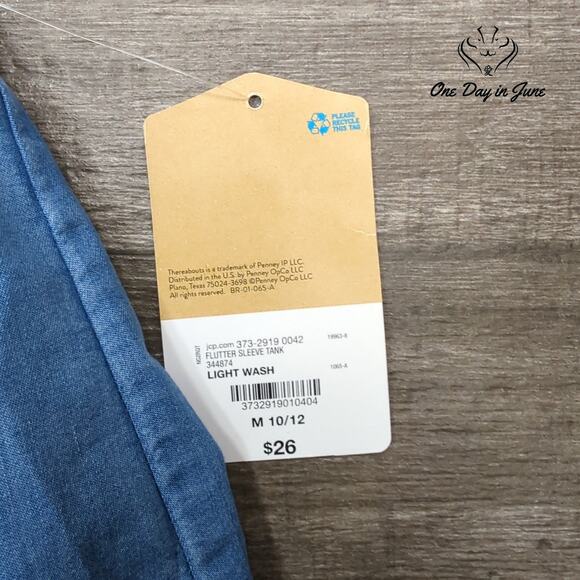 One Day in June
PLEASE
RECYCLE
THIS TAG
Thereabouts is a trademark of Penney IP LLC.
Distributed in the U.S. by Penney OpCo LLC
Plano, Texas 75024-3698 ©Penney OpCo LLC
All rights reserved. BR-01-065-A
jcp.com 373-2919 0042 19963-8
FLUTTER SLEEVE TANK
344874
LIGHT WASH 1065-A
3732919010404
M 10/12
$26